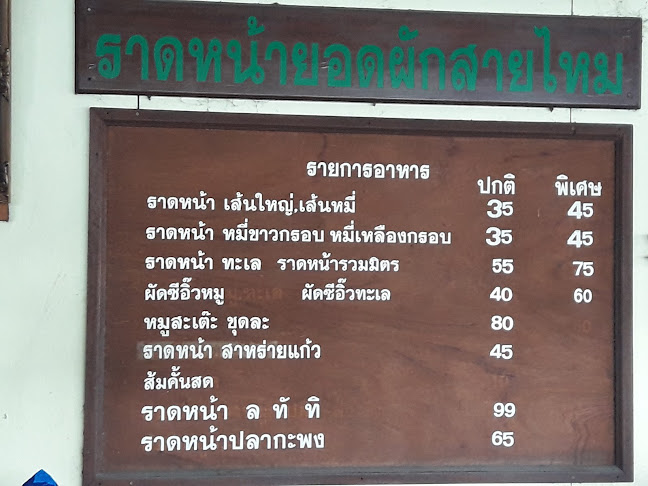 ราดหน้ายอดผักสายไหม
รายการอาหาร ปกติ พิเศษ
ราดหน้า เส้นใหญ่,เส้นหมี่ 35 45
ราดหน้า หมี่ขาวกรอบ หมี่เหลืองกรอบ 35 45
ราดหน้า ทะเล ราดหน้ารวมมิตร 55 75
ผัดซีอิ๊วหมู ผัดซีอิ๊วทะเล 40 60
หมูสะเต๊ะ ชุดละ 80
ราดหน้า สาหร่ายแก้ว 45
ส้มคั้นสด
ราดหน้า ล ทั ทิ 99
ราดหน้าปลากะพง 65